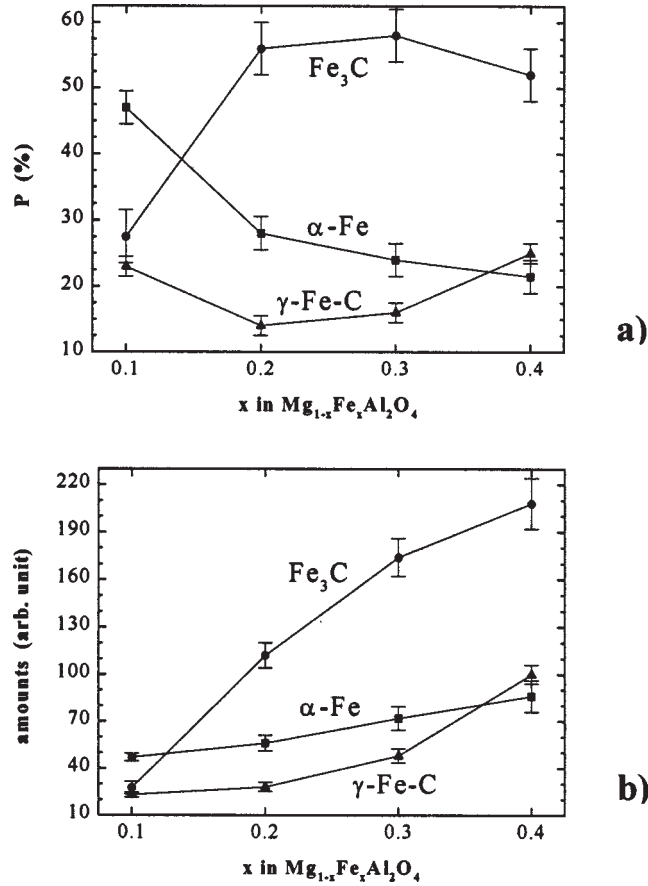 60
50
40
30
20
10
P (%)
Fe₃C
α-Fe
γ-Fe-C
0.1 0.2 0.3 0.4
x in Mg₁₋ₓFeₓAl₂O₄
a)
220
190
160
130
100
70
40
10
amounts (arb. unit)
Fe₃C
α-Fe
γ-Fe-C
0.1 0.2 0.3 0.4
x in Mg₁₋ₓFeₓAl₂O₄
b)